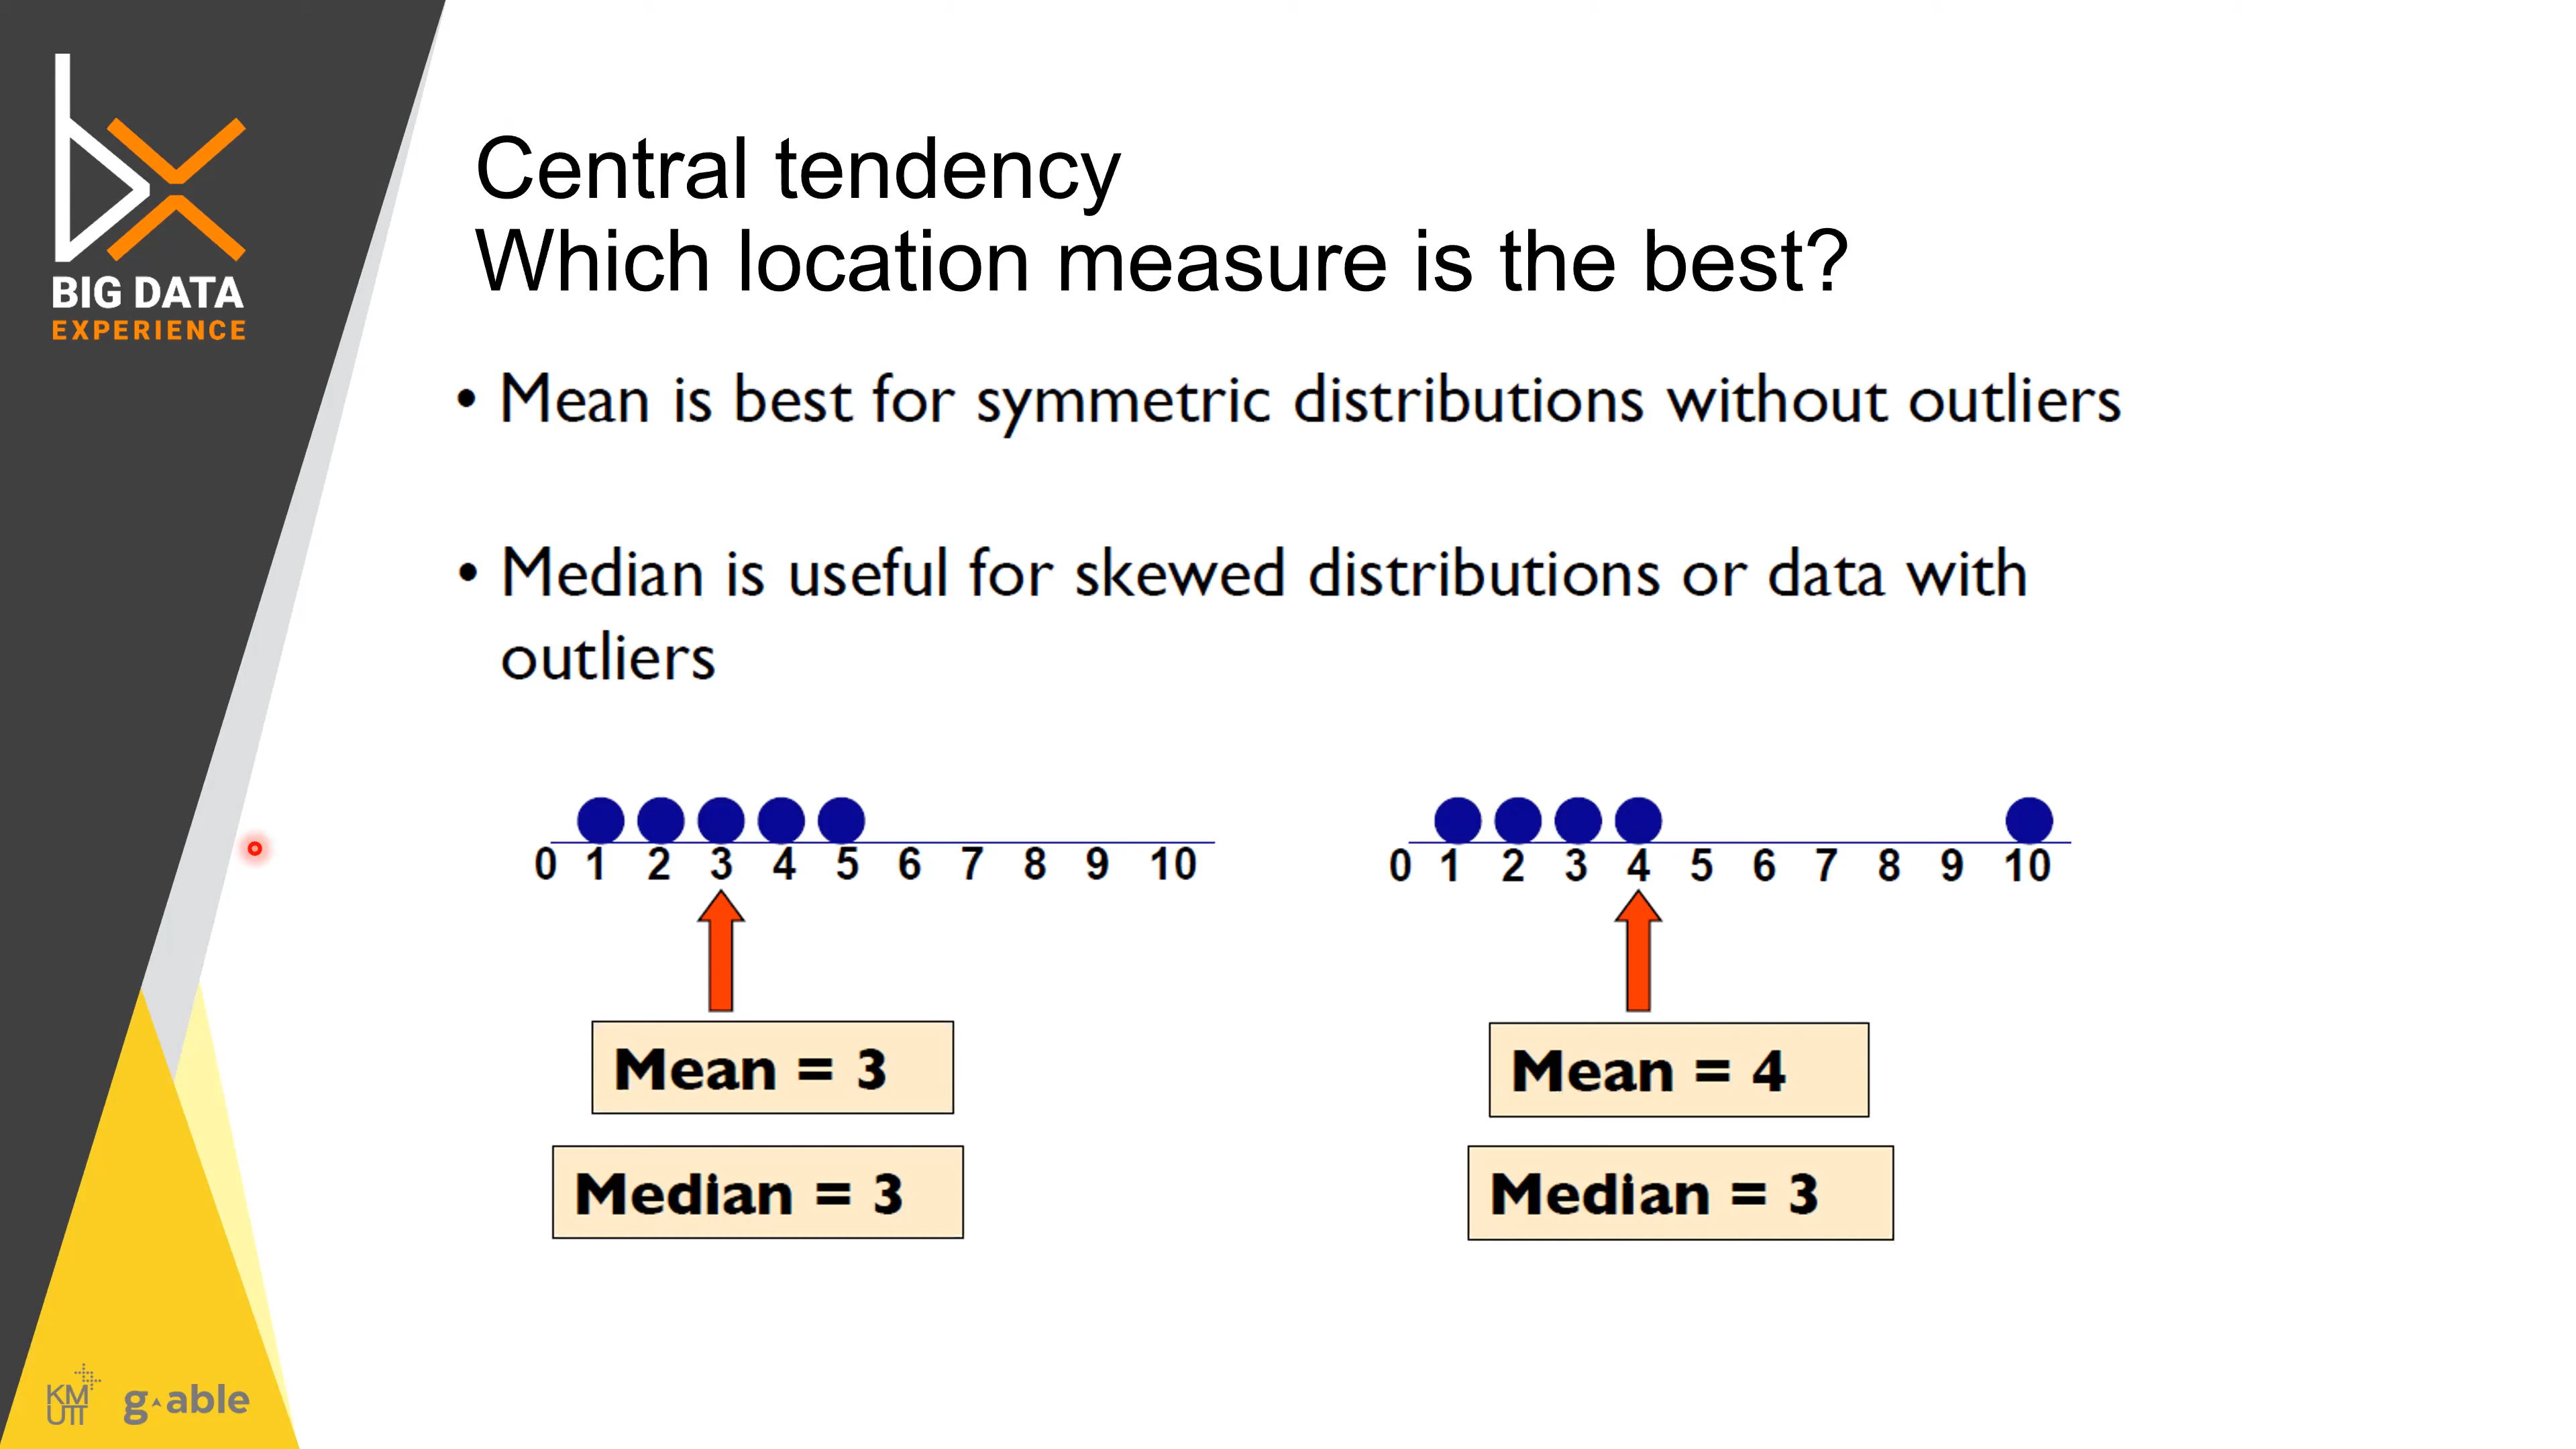 BIG DATA
EXPERIENCE
Central tendency
Which location measure is the best?
• Mean is best for symmetric distributions without outliers
• Median is useful for skewed distributions or data with
outliers
0 1 2 3 4 5 6 7 8 9 10
Mean = 3
Median = 3
0 1 2 3 4 5 6 7 8 9 10
Mean = 4
Median = 3
KM
UTT
g-able